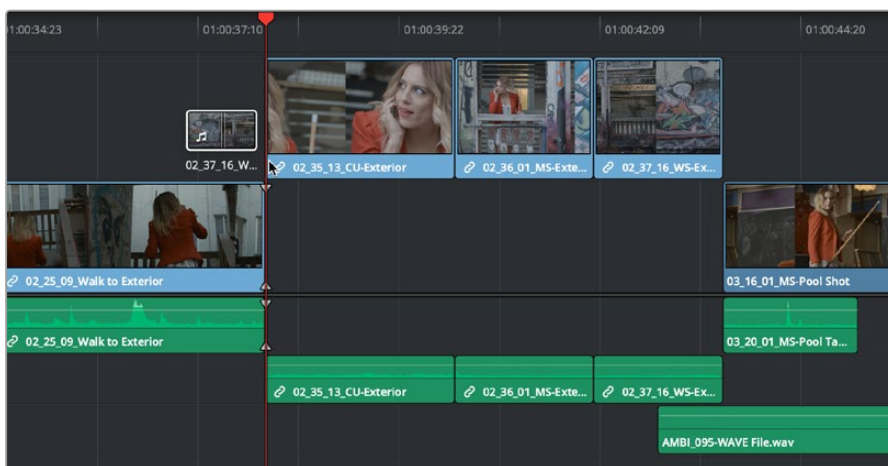 01:00:34:23
01:00:37:10
01:00:39:22
01:00:42:09
01:00:44:20
02_37_16_W...
02_35_13_CU-Exterior
02_36_01_MS-Exte...
02_37_16_WS-Ex...
02_25_09_Walk to Exterior
03_16_01_MS-Pool Shot
02_25_09_Walk to Exterior
03_20_01_MS-Pool Ta...
02_35_13_CU-Exterior
02_36_01_MS-Exte...
02_37_16_WS-Ex...
AMBI_095-WAVE File.wav